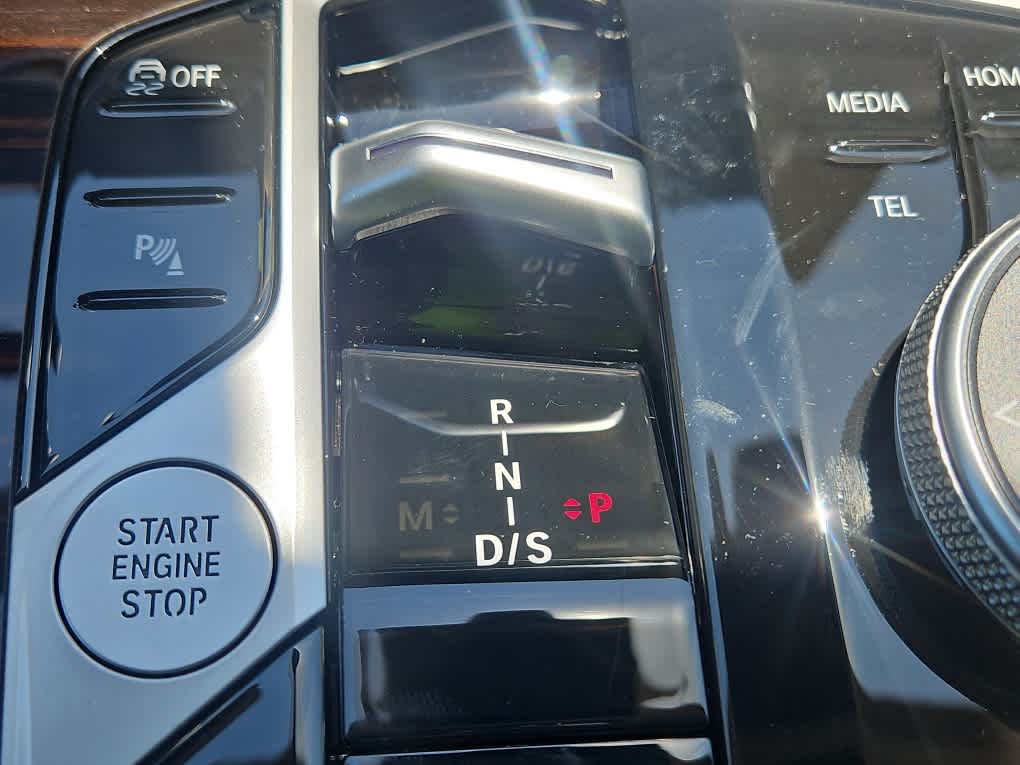 OFF
MEDIA
HOM
P
TEL
R
N
M
P
D/S
START
ENGINE
STOP